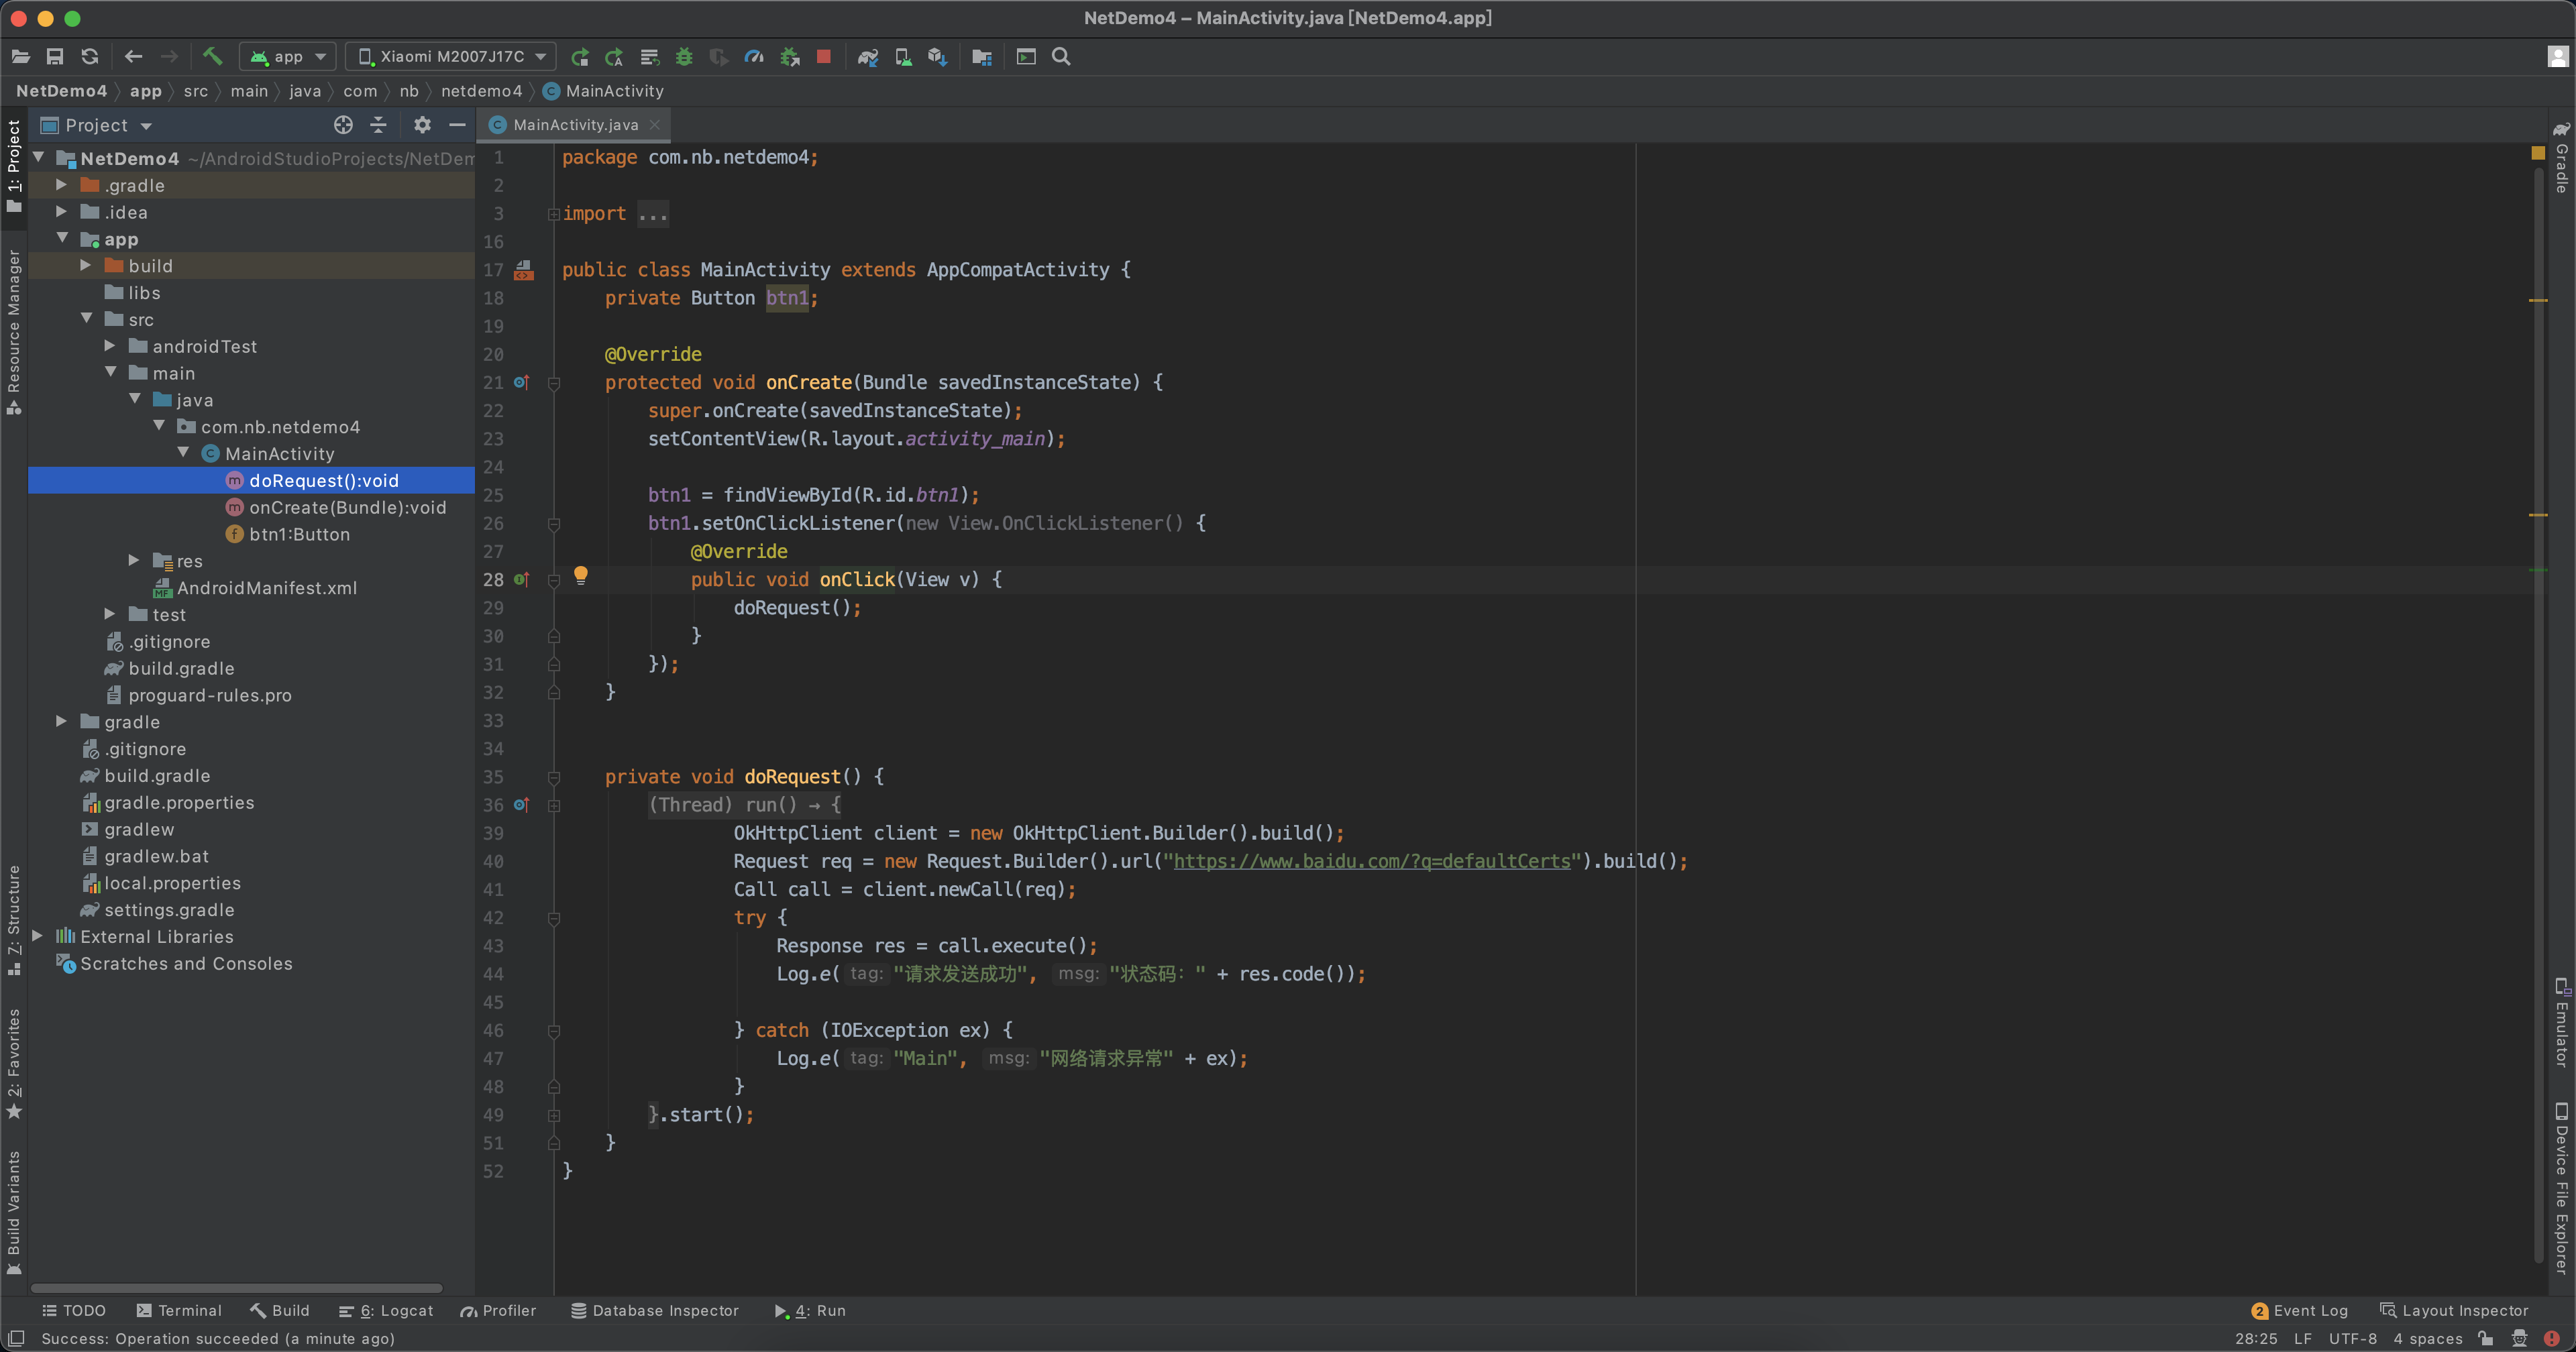 NetDemo4 – MainActivity.java [NetDemo4.app]
app
Xiaomi M2007J17C
NetDemo4 app src main java com nb netdemo4 MainActivity
Project
MainActivity.java
1: Project
Resource Manager
Z: Structure
2: Favorites
Build Variants
NetDemo4 ~/AndroidStudioProjects/NetDem
.gradle
.idea
app
build
libs
src
androidTest
main
java
com.nb.netdemo4
MainActivity
doRequest():void
onCreate(Bundle):void
btn1:Button
res
AndroidManifest.xml
test
.gitignore
build.gradle
proguard-rules.pro
gradle
.gitignore
build.gradle
gradle.properties
gradlew
gradlew.bat
local.properties
settings.gradle
External Libraries
Scratches and Consoles
1 package com.nb.netdemo4;
2
3 import ...
16
17 public class MainActivity extends AppCompatActivity {
18 private Button btn1;
19
20 @Override
21 protected void onCreate(Bundle savedInstanceState) {
22 super.onCreate(savedInstanceState);
23 setContentView(R.layout.activity_main);
24
25 btn1 = findViewById(R.id.btn1);
26 btn1.setOnClickListener(new View.OnClickListener() {
27 @Override
28 public void onClick(View v) {
29 doRequest();
30 }
31 });
32 }
33
34
35 private void doRequest() {
36 (Thread) run() → {
39 OkHttpClient client = new OkHttpClient.Builder().build();
40 Request req = new Request.Builder().url("https://www.baidu.com/?q=defaultCerts").build();
41 Call call = client.newCall(req);
42 try {
43 Response res = call.execute();
44 Log.e( tag: "请求发送成功", msg: "状态码：" + res.code());
45
46 } catch (IOException ex) {
47 Log.e( tag: "Main", msg: "网络请求异常" + ex);
48 }
49 }.start();
51 }
52 }
Gradle
Emulator
Device File Explorer
TODO Terminal Build 6: Logcat Profiler Database Inspector 4: Run 2 Event Log Layout Inspector
Success: Operation succeeded (a minute ago) 28:25 LF UTF-8 4 spaces